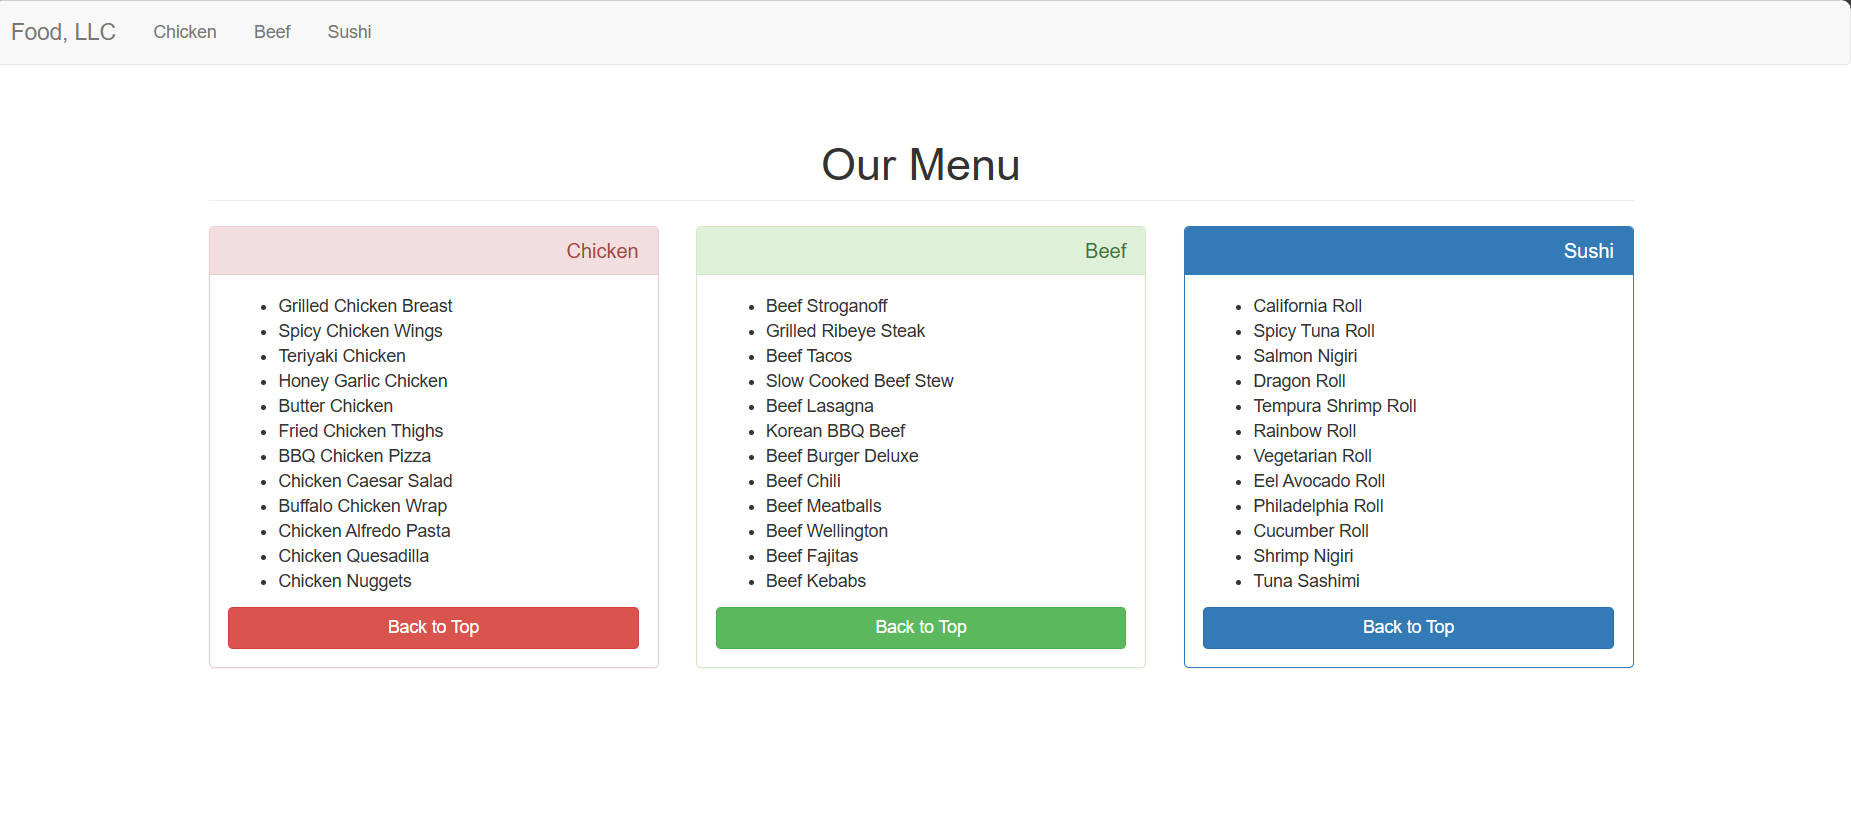 Food, LLC Chicken Beef Sushi
Our Menu
Chicken
Grilled Chicken Breast
Spicy Chicken Wings
Teriyaki Chicken
Honey Garlic Chicken
Butter Chicken
Fried Chicken Thighs
BBQ Chicken Pizza
Chicken Caesar Salad
Buffalo Chicken Wrap
Chicken Alfredo Pasta
Chicken Quesadilla
Chicken Nuggets
Back to Top
Beef
Beef Stroganoff
Grilled Ribeye Steak
Beef Tacos
Slow Cooked Beef Stew
Beef Lasagna
Korean BBQ Beef
Beef Burger Deluxe
Beef Chili
Beef Meatballs
Beef Wellington
Beef Fajitas
Beef Kebabs
Back to Top
Sushi
California Roll
Spicy Tuna Roll
Salmon Nigiri
Dragon Roll
Tempura Shrimp Roll
Rainbow Roll
Vegetarian Roll
Eel Avocado Roll
Philadelphia Roll
Cucumber Roll
Shrimp Nigiri
Tuna Sashimi
Back to Top